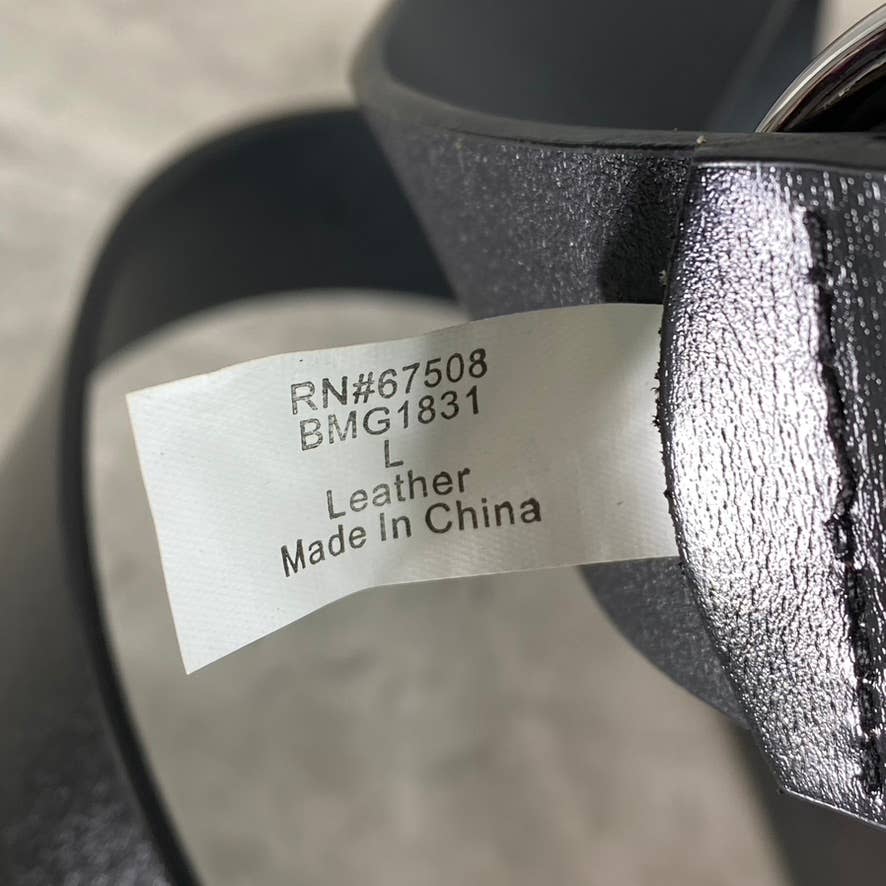 RN#67508
BMG1831
L
Leather
Made In China